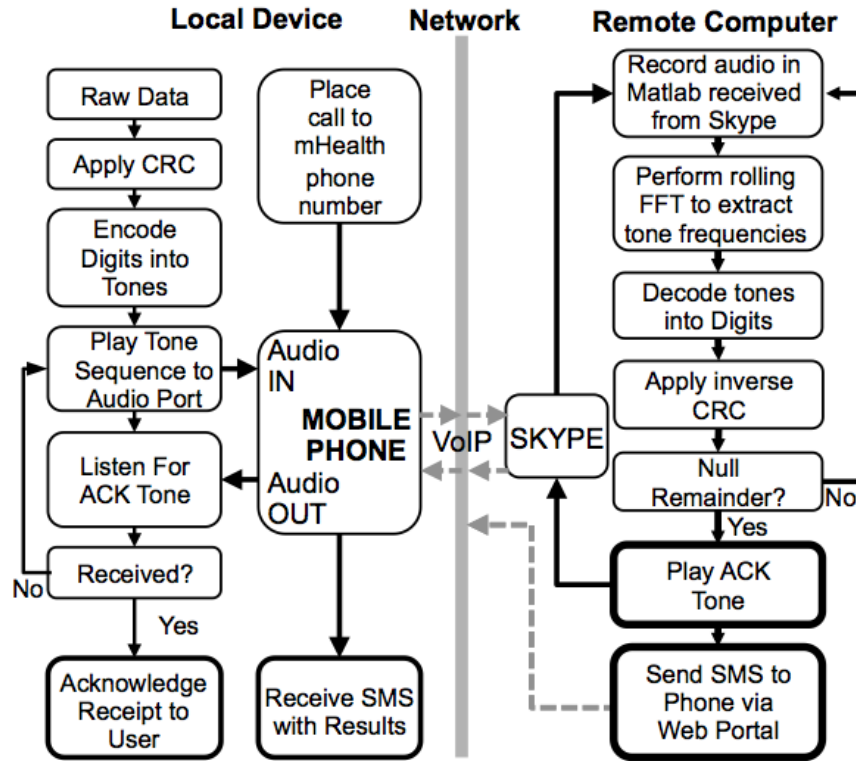 Local Device
Network
Remote Computer
Raw Data
Apply CRC
Encode
Digits into
Tones
Play Tone
Sequence to
Audio Port
Listen For
ACK Tone
Received?
No
Yes
Acknowledge
Receipt to
User
Place
call to
mHealth
phone
number
Audio
IN
MOBILE
PHONE
Audio
OUT
Receive SMS
with Results
VoIP
SKYPE
Record audio in
Matlab received
from Skype
Perform rolling
FFT to extract
tone frequencies
Decode tones
into Digits
Apply inverse
CRC
Null
Remainder?
No
Yes
Play ACK
Tone
Send SMS to
Phone via
Web Portal